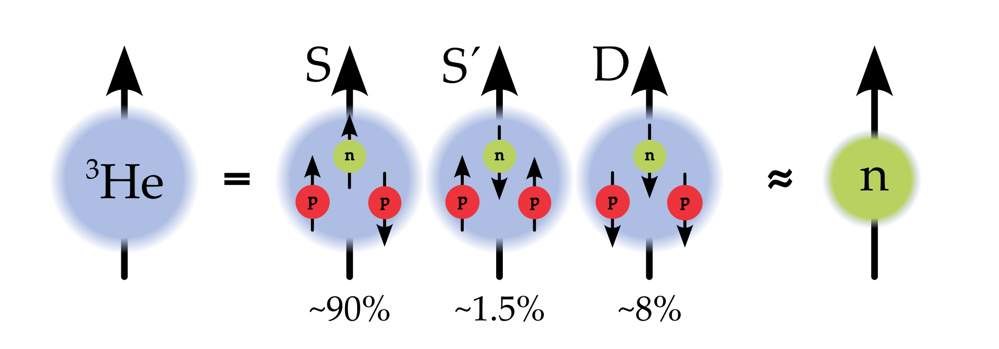 S S′ D
n n n
³He = ≈ n
p p p p p p
~90% ~1.5% ~8%